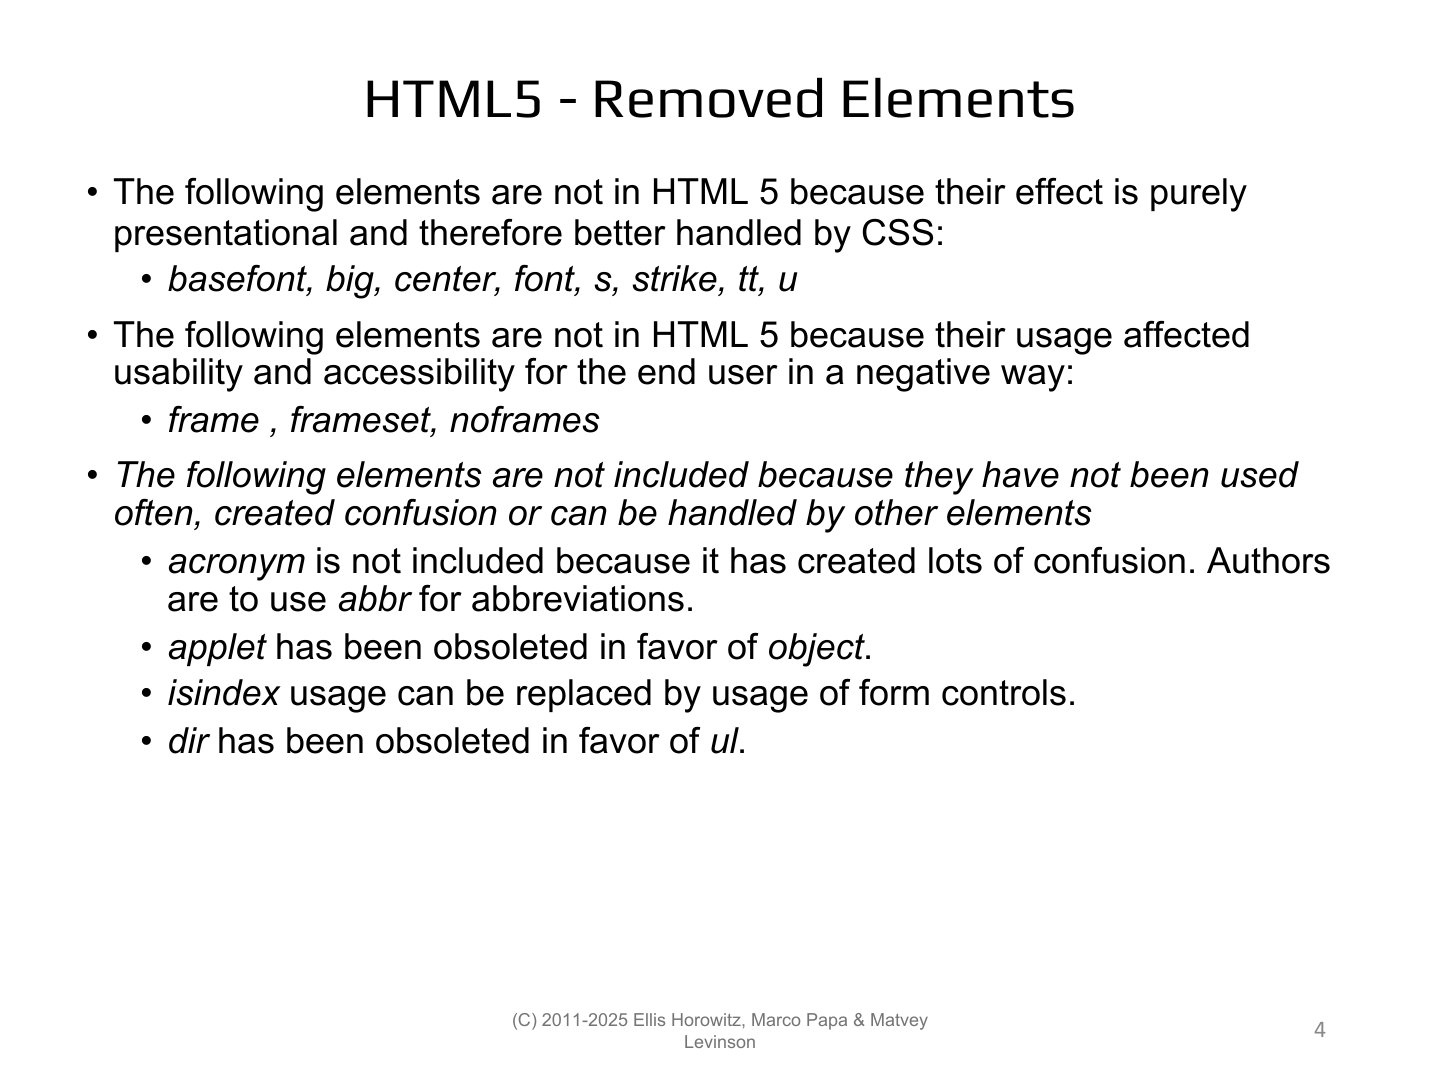 HTML5 - Removed Elements
• The following elements are not in HTML 5 because their effect is purely
presentational and therefore better handled by CSS:
• basefont, big, center, font, s, strike, tt, u
• The following elements are not in HTML 5 because their usage affected
usability and accessibility for the end user in a negative way:
• frame , frameset, noframes
• The following elements are not included because they have not been used
often, created confusion or can be handled by other elements
• acronym is not included because it has created lots of confusion. Authors
are to use abbr for abbreviations.
• applet has been obsoleted in favor of object.
• isindex usage can be replaced by usage of form controls.
• dir has been obsoleted in favor of ul.
(C) 2011-2025 Ellis Horowitz, Marco Papa & Matvey
Levinson
4